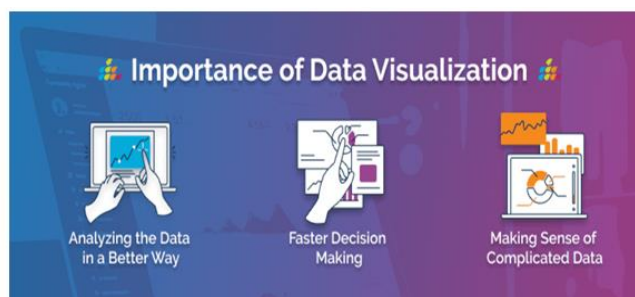 Importance of Data Visualization
Analyzing the Data
in a Better Way
Faster Decision
Making
Making Sense of
Complicated Data